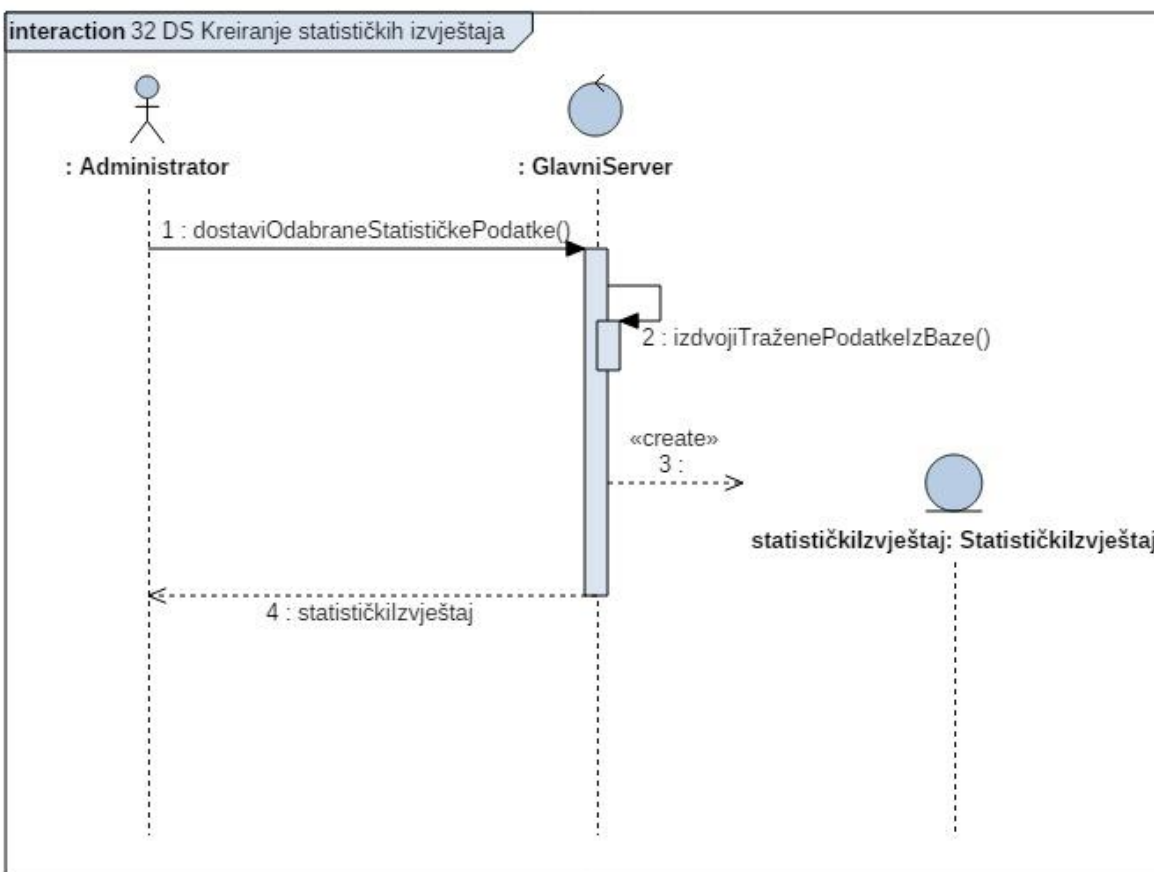 interaction 32 DS Kreiranje statističkih izvještaja
: Administrator
: GlavniServer
1 : dostaviOdabraneStatističkePodatke()
2 : izdvojiTraženePodatkeIzBaze()
«create»
3 :
statističkiIzvještaj: StatističkiIzvještaj
4 : statističkiIzvještaj